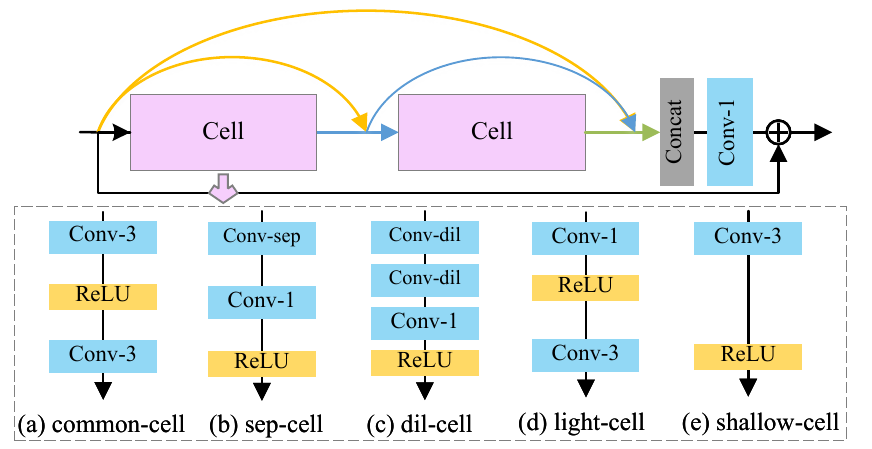 Cell
Cell
Concat
Conv-1
Conv-3
ReLU
Conv-3
(a) common-cell
Conv-sep
Conv-1
ReLU
(b) sep-cell
Conv-dil
Conv-dil
Conv-1
ReLU
(c) dil-cell
Conv-1
ReLU
Conv-3
(d) light-cell
Conv-3
ReLU
(e) shallow-cell